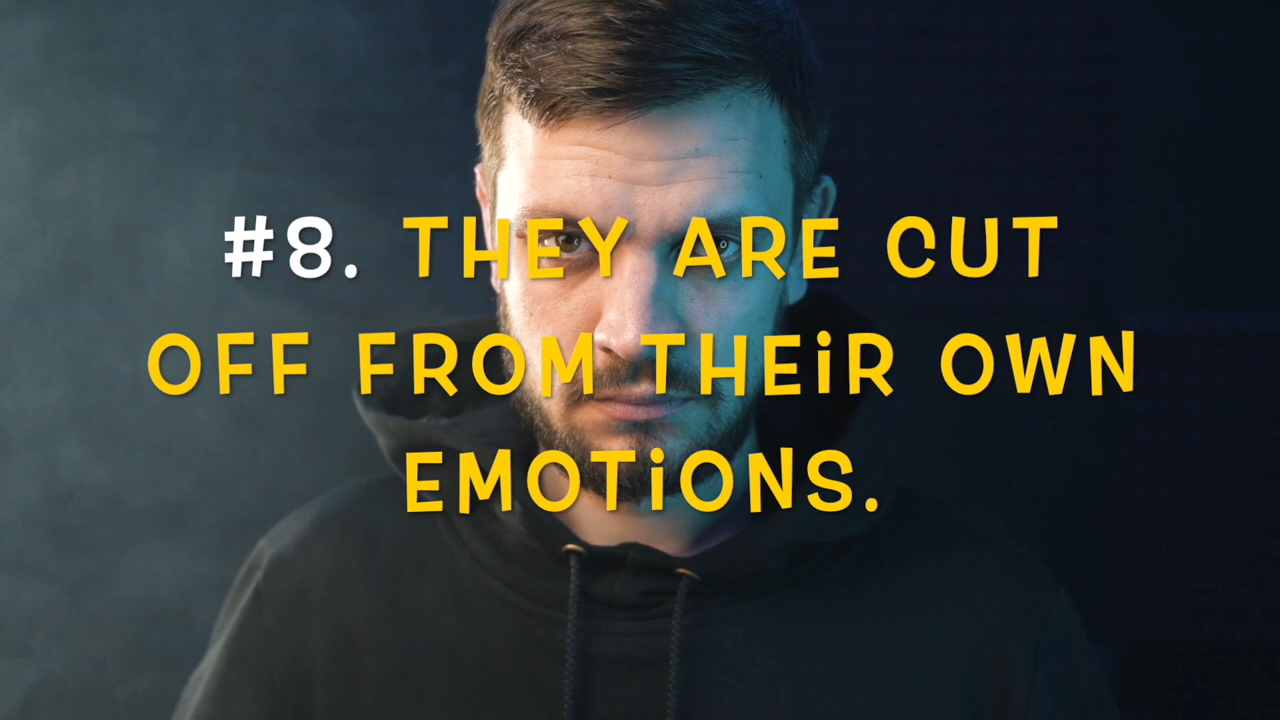 #8. THEY ARE CUT
OFF FROM THEiR OWN
EMOTiONS.